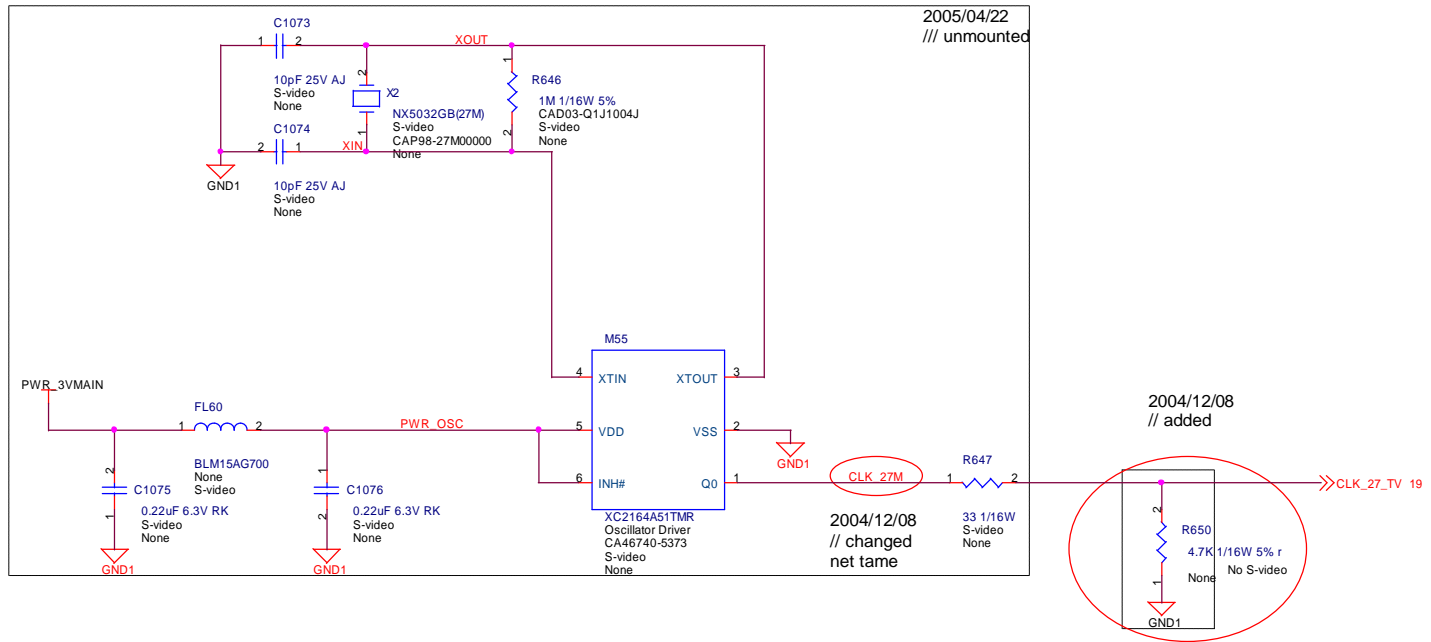 2005/04/22
/// unmounted
C1073
1
2
XOUT
10pF 25V AJ
S-video
None
2
X2
1
NX5032GB(27M)
S-video
CAP98-27M00000
None
1
R646
1M 1/16W 5%
CAD03-Q1J1004J
S-video
None
2
C1074
2
1
XIN
GND1
10pF 25V AJ
S-video
None
M55
4
XTIN
XTOUT
3
PWR_3VMAIN
FL60
1
2
PWR_OSC
5
VDD
VSS
2
GND1
BLM15AG700
None
S-video
6
INH#
Q0
1
CLK_27M
R647
1
2
33 1/16W
S-video
None
2
C1075
1
0.22uF 6.3V RK
S-video
None
GND1
1
C1076
2
0.22uF 6.3V RK
S-video
None
GND1
XC2164A51TMR
Oscillator Driver
CA46740-5373
S-video
None
2004/12/08
// changed
net tame
2004/12/08
// added
CLK_27_TV 19
2
R650
4.7K 1/16W 5% r
None
No S-video
1
GND1